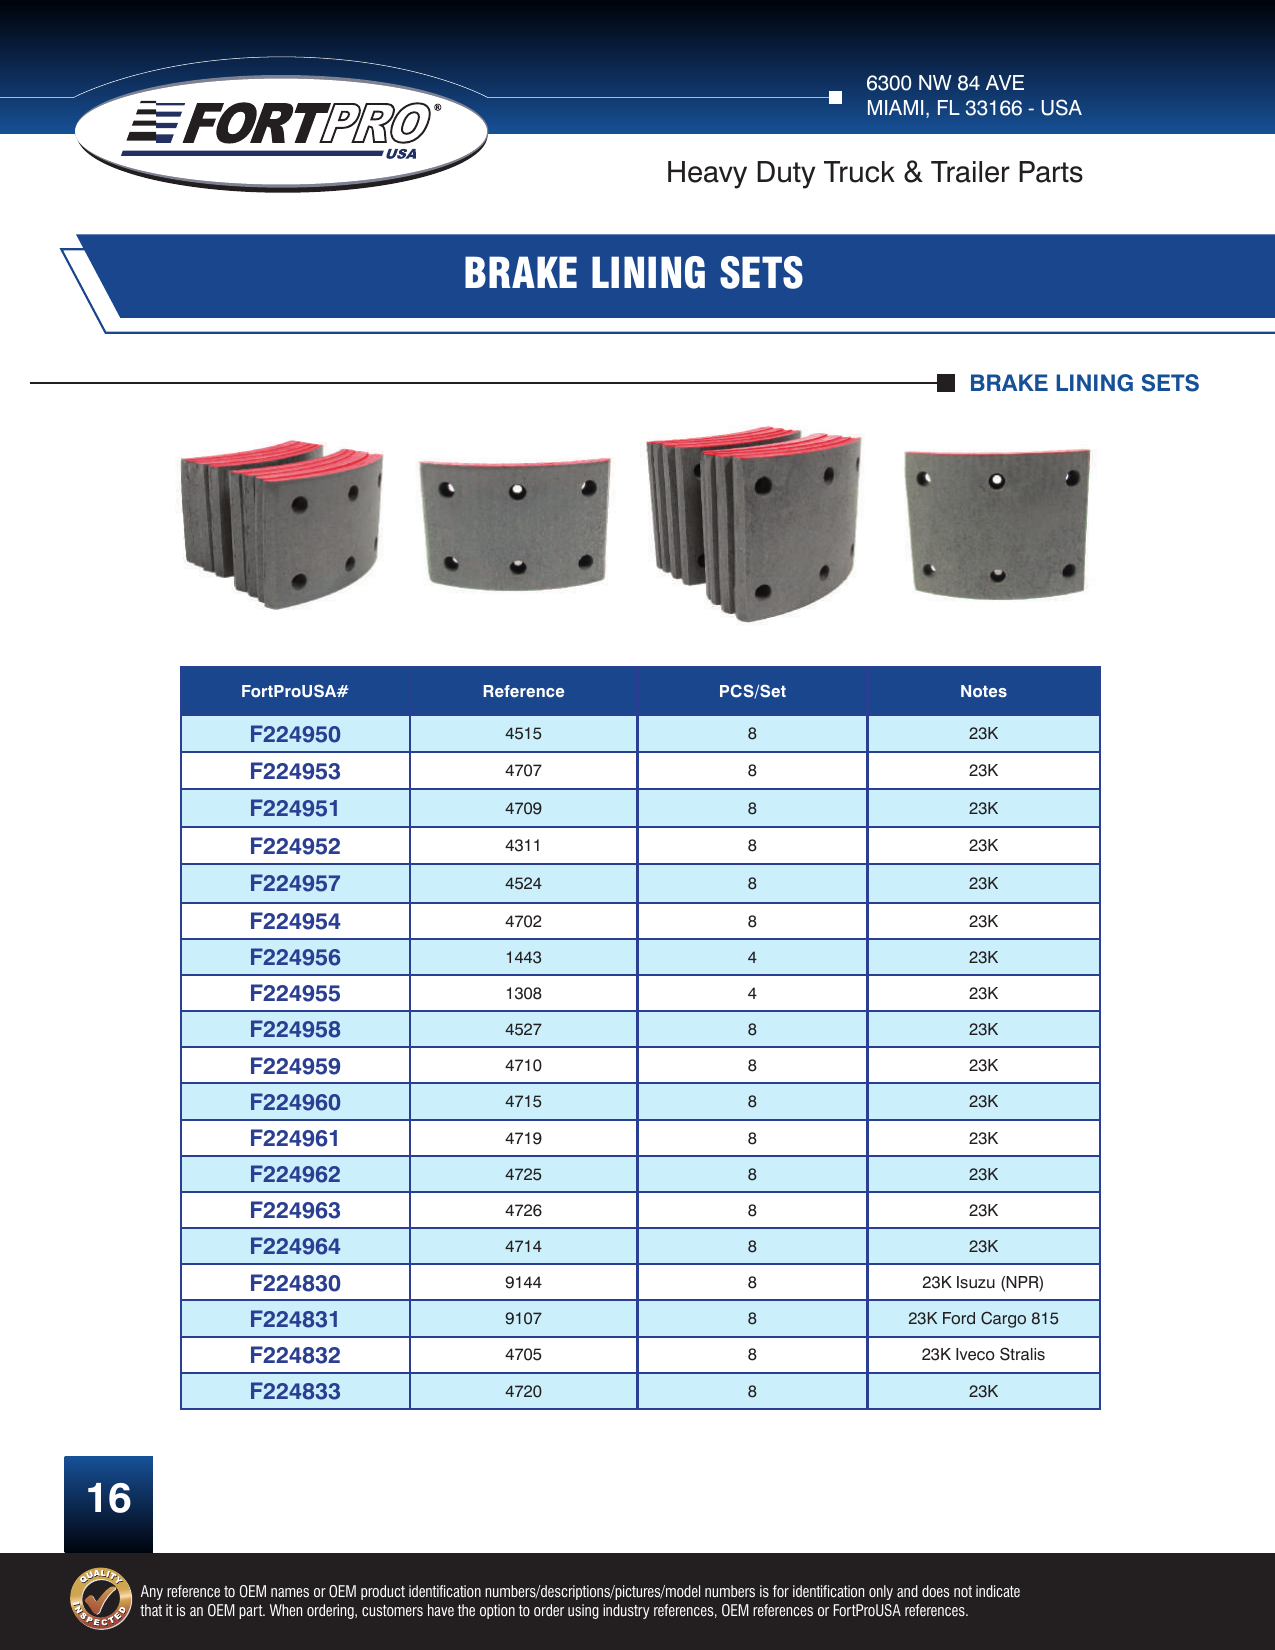 FORTPRO®
USA
6300 NW 84 AVE
MIAMI, FL 33166 - USA
Heavy Duty Truck & Trailer Parts
BRAKE LINING SETS
BRAKE LINING SETS
FortProUSA# Reference PCS/Set Notes
F224950 4515 8 23K
F224953 4707 8 23K
F224951 4709 8 23K
F224952 4311 8 23K
F224957 4524 8 23K
F224954 4702 8 23K
F224956 1443 4 23K
F224955 1308 4 23K
F224958 4527 8 23K
F224959 4710 8 23K
F224960 4715 8 23K
F224961 4719 8 23K
F224962 4725 8 23K
F224963 4726 8 23K
F224964 4714 8 23K
F224830 9144 8 23K Isuzu (NPR)
F224831 9107 8 23K Ford Cargo 815
F224832 4705 8 23K Iveco Stralis
F224833 4720 8 23K
16
QUALITY
INSPECTED
Any reference to OEM names or OEM product identification numbers/descriptions/pictures/model numbers is for identification only and does not indicate
that it is an OEM part. When ordering, customers have the option to order using industry references, OEM references or FortProUSA references.